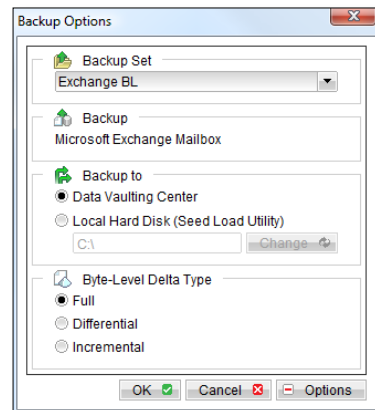 Backup Options
Backup Set
Exchange BL
Backup
Microsoft Exchange Mailbox
Backup to
Data Vaulting Center
Local Hard Disk (Seed Load Utility)
C:\ Change
Byte-Level Delta Type
Full
Differential
Incremental
OK Cancel Options